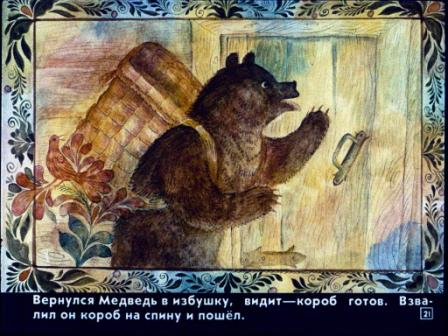 Вернулся Медведь в избушку, видит—короб готов. Взва-
лил он короб на спину и пошёл.
21